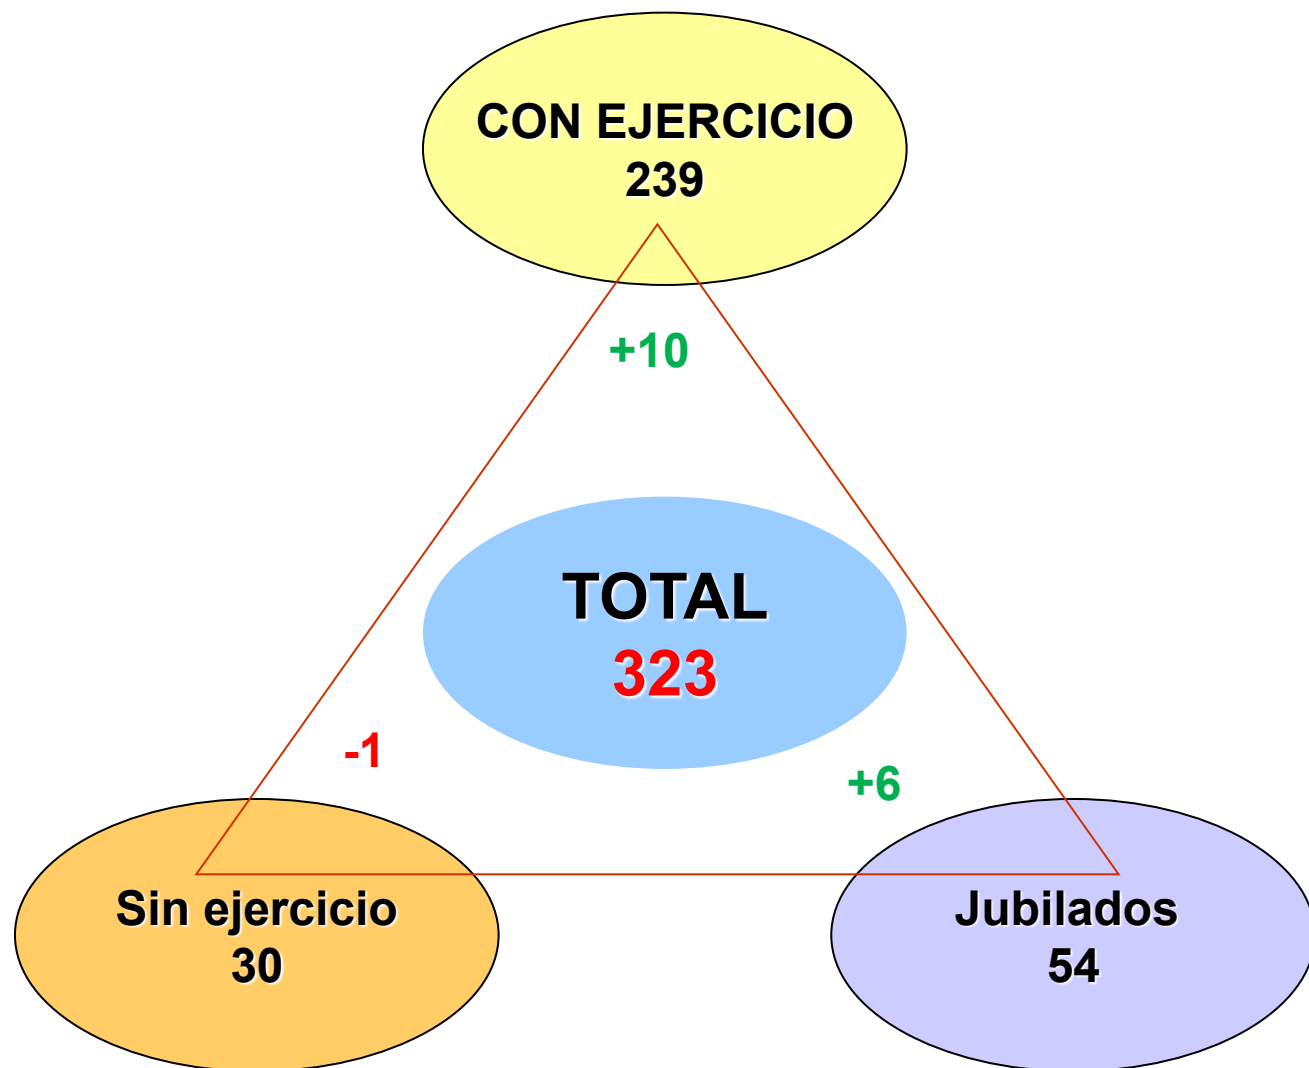 CON EJERCICIO
239
+10
TOTAL
323
-1
+6
Sin ejercicio
30
Jubilados
54